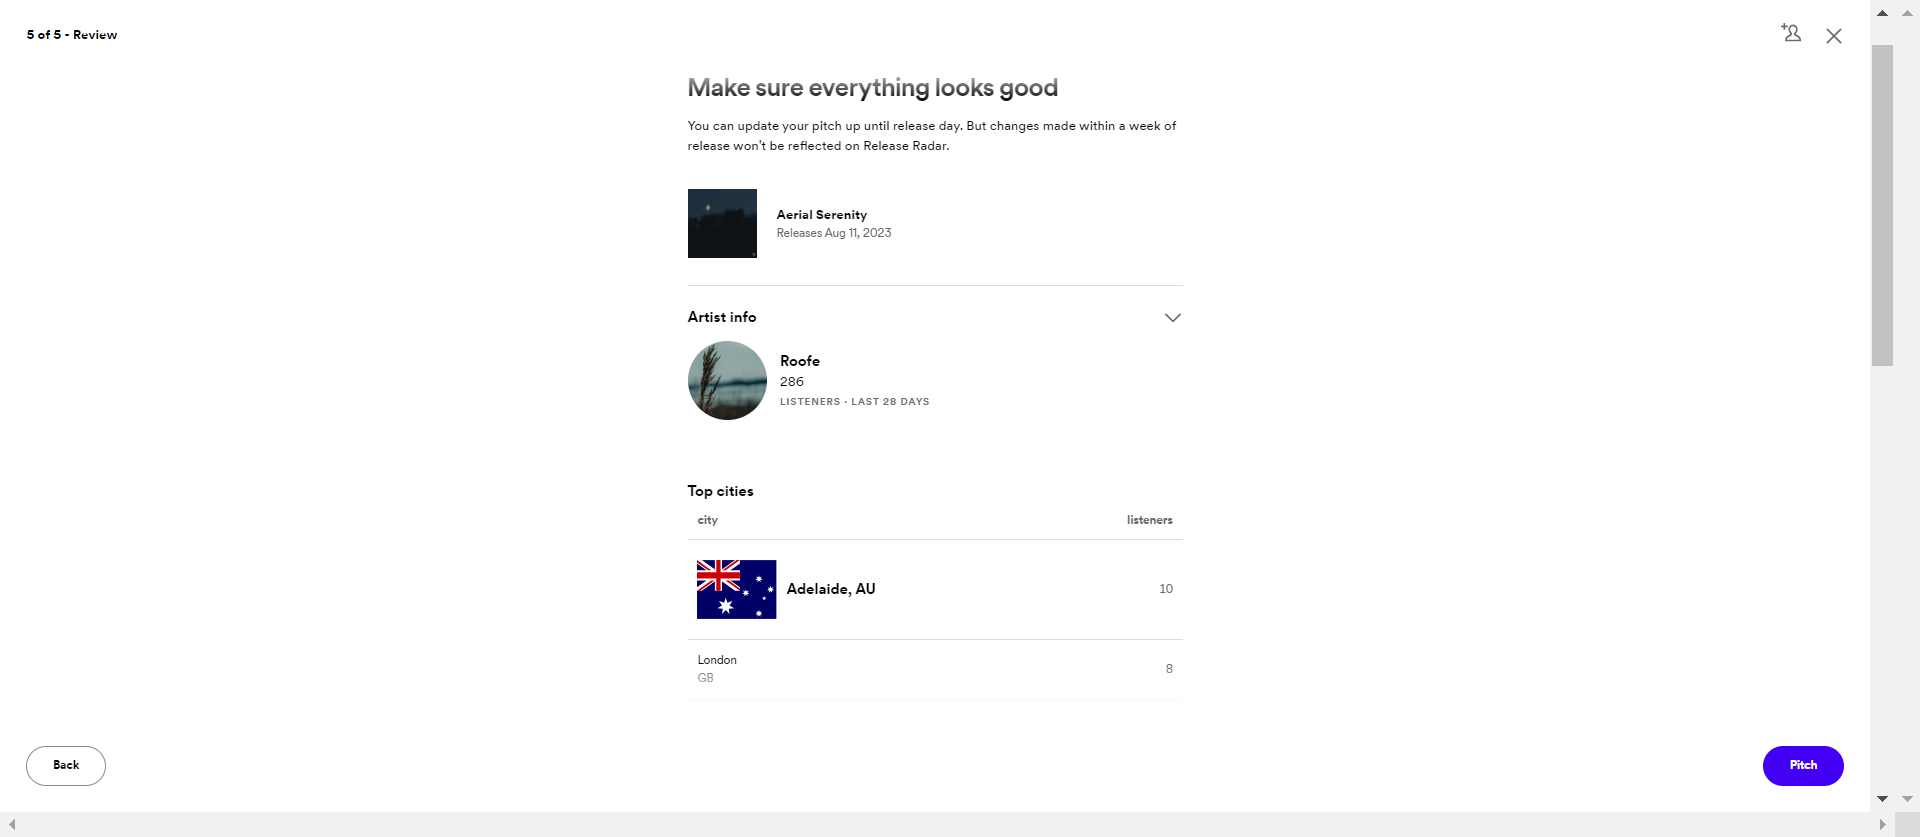 5 of 5 - Review
Make sure everything looks good
You can update your pitch up until release day. But changes made within a week of
release won't be reflected on Release Radar.
Aerial Serenity
Releases Aug 11, 2023
Artist info
Roofe
286
LISTENERS · LAST 28 DAYS
Top cities
city listeners
Adelaide, AU 10
London
8
GB
Back Pitch